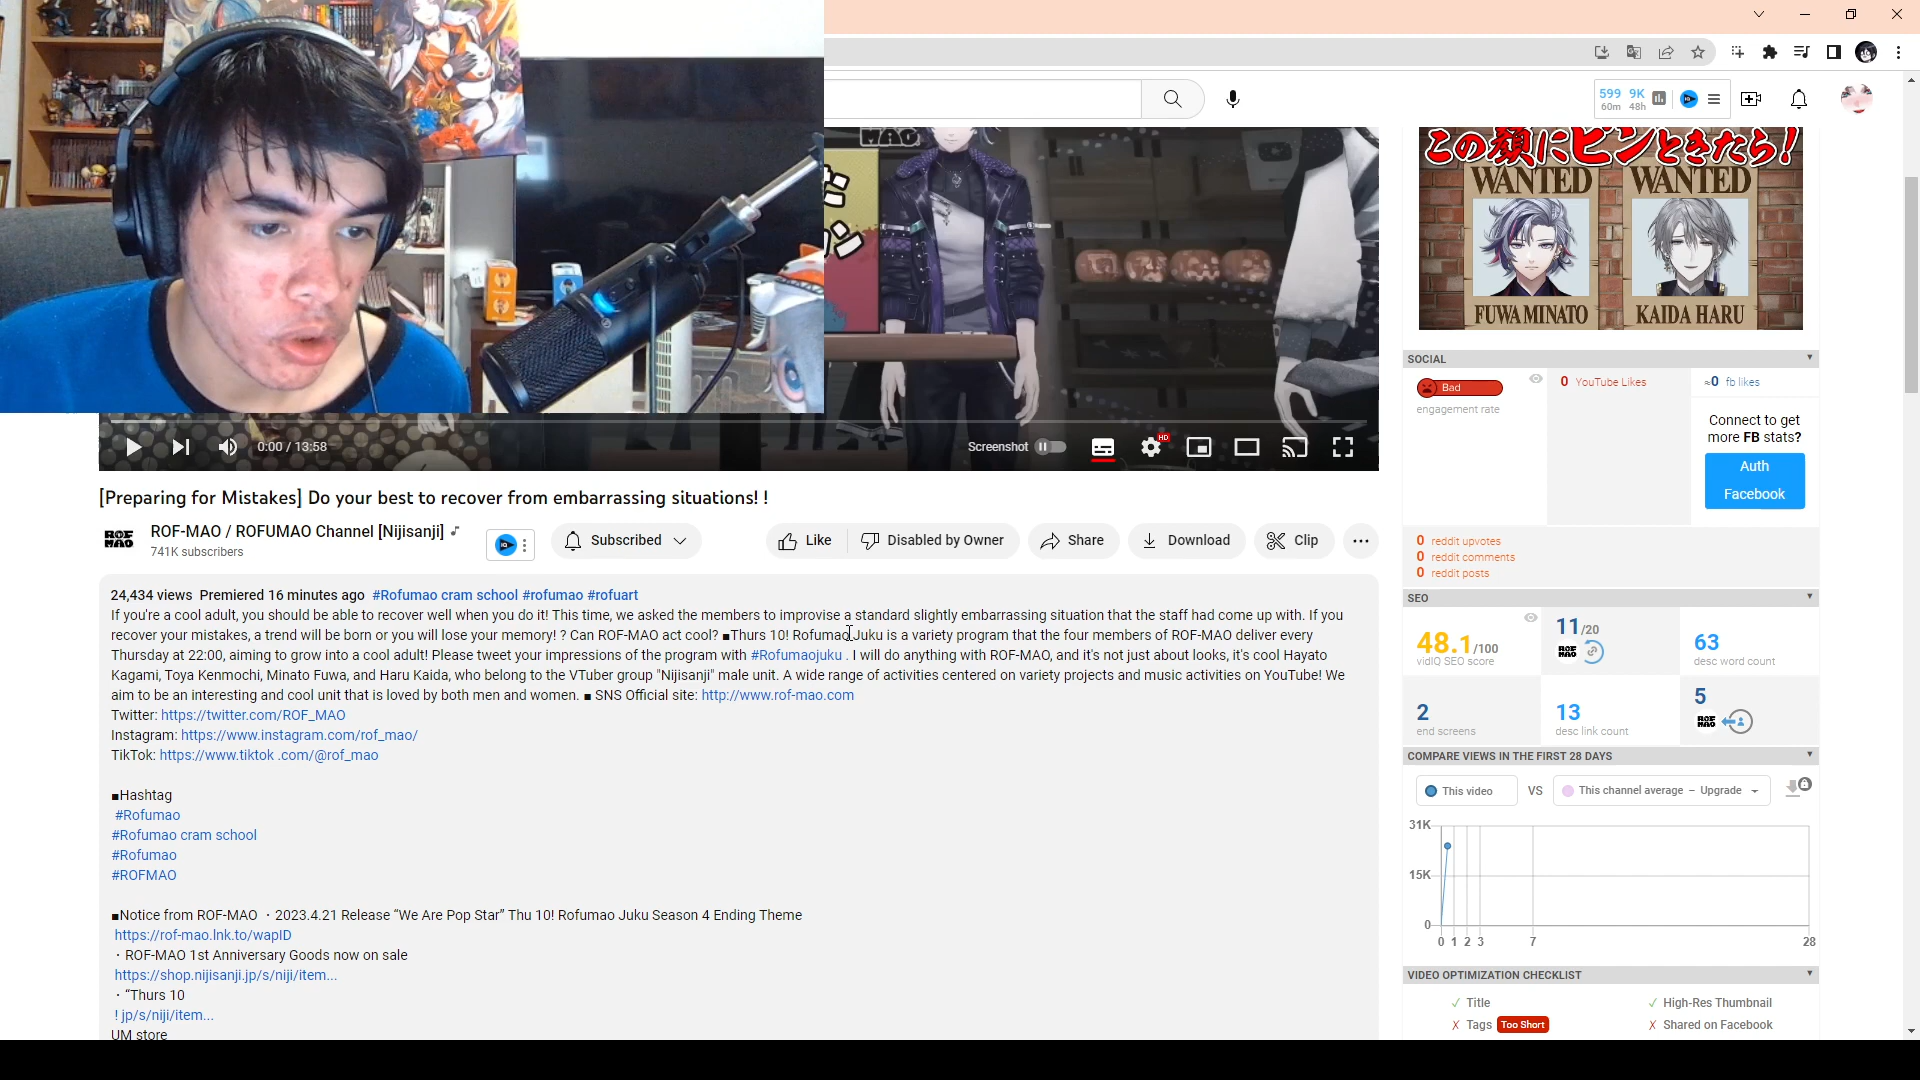 599 9K
60m 48h
MAO
この顔にピンときたら!
WANTED WANTED
FUWA MINATO KAIDA HARU
0:00 / 13:58
Screenshot
HD
[Preparing for Mistakes] Do your best to recover from embarrassing situations! !
ROF MAO
ROF-MAO / ROFUMAO Channel [Nijisanji]
741K subscribers
Subscribed
Like
Disabled by Owner
Share
Download
Clip
24,434 views Premiered 16 minutes ago #Rofumao cram school #rofumao #rofuart
If you're a cool adult, you should be able to recover well when you do it! This time, we asked the members to improvise a standard slightly embarrassing situation that the staff had come up with. If you
recover your mistakes, a trend will be born or you will lose your memory! ? Can ROF-MAO act cool? ■Thurs 10! Rofumao Juku is a variety program that the four members of ROF-MAO deliver every
Thursday at 22:00, aiming to grow into a cool adult! Please tweet your impressions of the program with #Rofumaojuku . I will do anything with ROF-MAO, and it's not just about looks, it's cool Hayato
Kagami, Toya Kenmochi, Minato Fuwa, and Haru Kaida, who belong to the VTuber group "Nijisanji" male unit. A wide range of activities centered on variety projects and music activities on YouTube! We
aim to be an interesting and cool unit that is loved by both men and women. ■ SNS Official site: http://www.rof-mao.com
Twitter: https://twitter.com/ROF_MAO
Instagram: https://www.instagram.com/rof_mao/
TikTok: https://www.tiktok .com/@rof_mao
■Hashtag
#Rofumao
#Rofumao cram school
#Rofumao
#ROFMAO
■Notice from ROF-MAO ・2023.4.21 Release “We Are Pop Star” Thu 10! Rofumao Juku Season 4 Ending Theme
https://rof-mao.lnk.to/wapID
・ROF-MAO 1st Anniversary Goods now on sale
https://shop.nijisanji.jp/s/niji/item...
・“Thurs 10
! jp/s/niji/item...
UM store
SOCIAL
Bad
engagement rate
0 YouTube Likes
≈0 fb likes
Connect to get
more FB stats?
Auth
Facebook
0 reddit upvotes
0 reddit comments
0 reddit posts
SEO
48.1/100
vidIQ SEO score
11/20
63
desc word count
2
end screens
13
desc link count
5
COMPARE VIEWS IN THE FIRST 28 DAYS
This video VS This channel average – Upgrade
31K
15K
0
0 1 2 3 7 28
VIDEO OPTIMIZATION CHECKLIST
✓ Title ✓ High-Res Thumbnail
✗ Tags Too Short ✗ Shared on Facebook